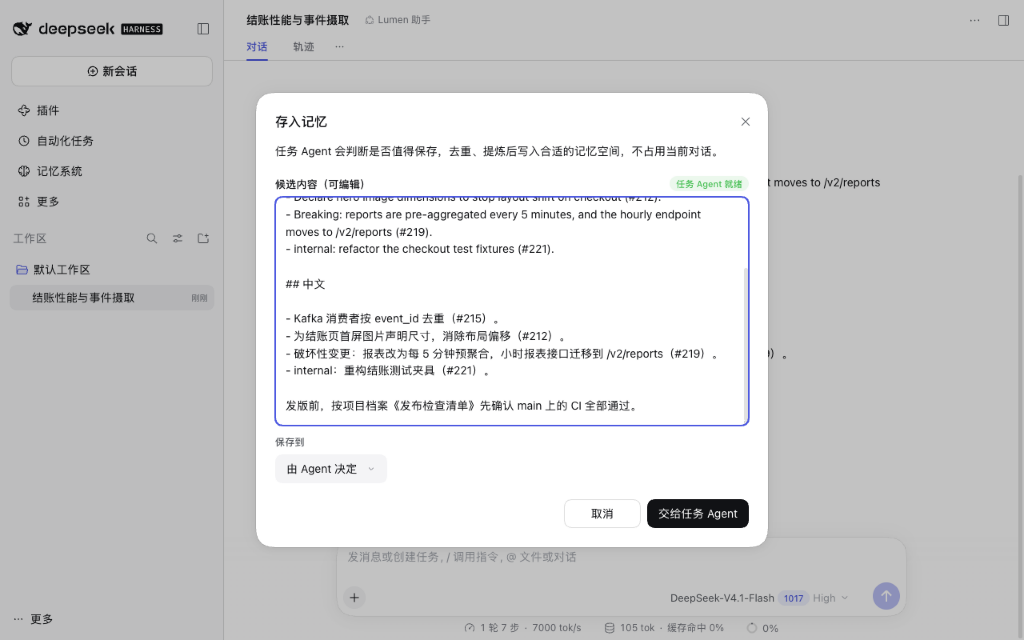 deepseek HARNESS
新会话
插件
自动化任务
记忆系统
更多
工作区
默认工作区
结账性能与事件摄取
刚刚
更多
结账性能与事件摄取
Lumen 助手
对话
轨迹
t moves to /v2/reports
存入记忆
任务 Agent 会判断是否值得保存，去重、提炼后写入合适的记忆空间，不占用当前对话。
候选内容（可编辑）
任务 Agent 就绪
- Declare hero image dimensions to stop layout shift on checkout (#212).
- Breaking: reports are pre-aggregated every 5 minutes, and the hourly endpoint
moves to /v2/reports (#219).
- internal: refactor the checkout test fixtures (#221).
## 中文
- Kafka 消费者按 event_id 去重（#215）。
- 为结账页首屏图片声明尺寸，消除布局偏移（#212）。
- 破坏性变更：报表改为每 5 分钟预聚合，小时报表接口迁移到 /v2/reports（#219）。
- internal：重构结账测试夹具（#221）。
发版前，按项目档案《发布检查清单》先确认 main 上的 CI 全部通过。
）。
保存到
由 Agent 决定
取消
交给任务 Agent
发消息或创建任务, / 调用指令, @ 文件或对话
DeepSeek-V4.1-Flash 1017 High
1 轮 7 步 · 7000 tok/s
105 tok · 缓存命中 0%
0%